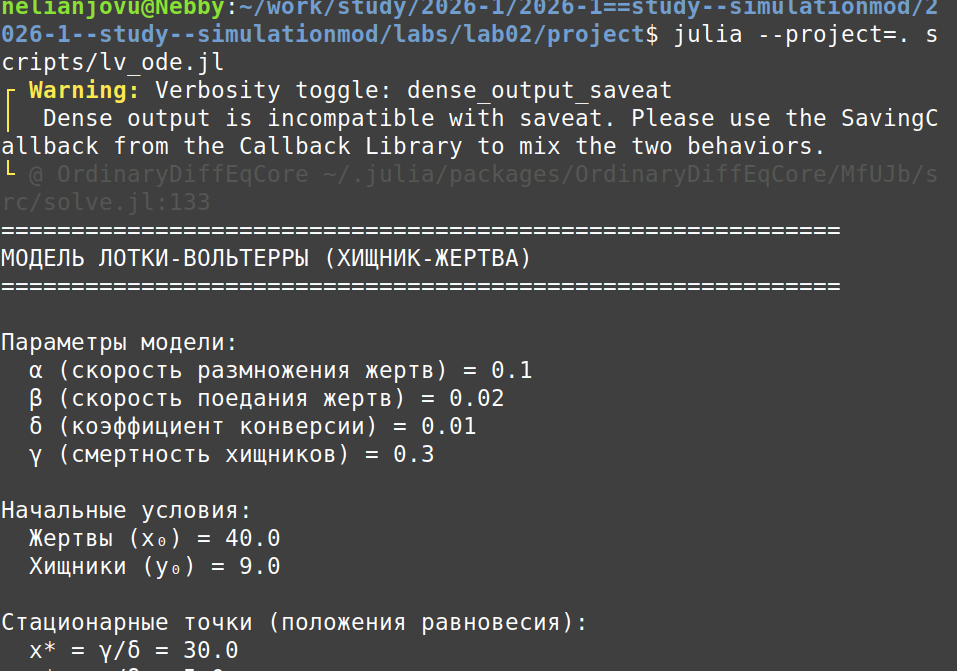 nelianjovu@Nebby:~/work/study/2026-1/2026-1==study--simulationmod/2
026-1--study--simulationmod/labs/lab02/project$ julia --project=. s
cripts/lv_ode.jl
┌ Warning: Verbosity toggle: dense_output_saveat
│  Dense output is incompatible with saveat. Please use the SavingC
allback from the Callback Library to mix the two behaviors.
└ @ OrdinaryDiffEqCore ~/.julia/packages/OrdinaryDiffEqCore/MfUJb/s
rc/solve.jl:133
============================================================
МОДЕЛЬ ЛОТКИ-ВОЛЬТЕРРЫ (ХИЩНИК-ЖЕРТВА)
============================================================
Параметры модели:
α (скорость размножения жертв) = 0.1
β (скорость поедания жертв) = 0.02
δ (коэффициент конверсии) = 0.01
γ (смертность хищников) = 0.3
Начальные условия:
Жертвы (x₀) = 40.0
Хищники (y₀) = 9.0
Стационарные точки (положения равновесия):
x* = γ/δ = 30.0